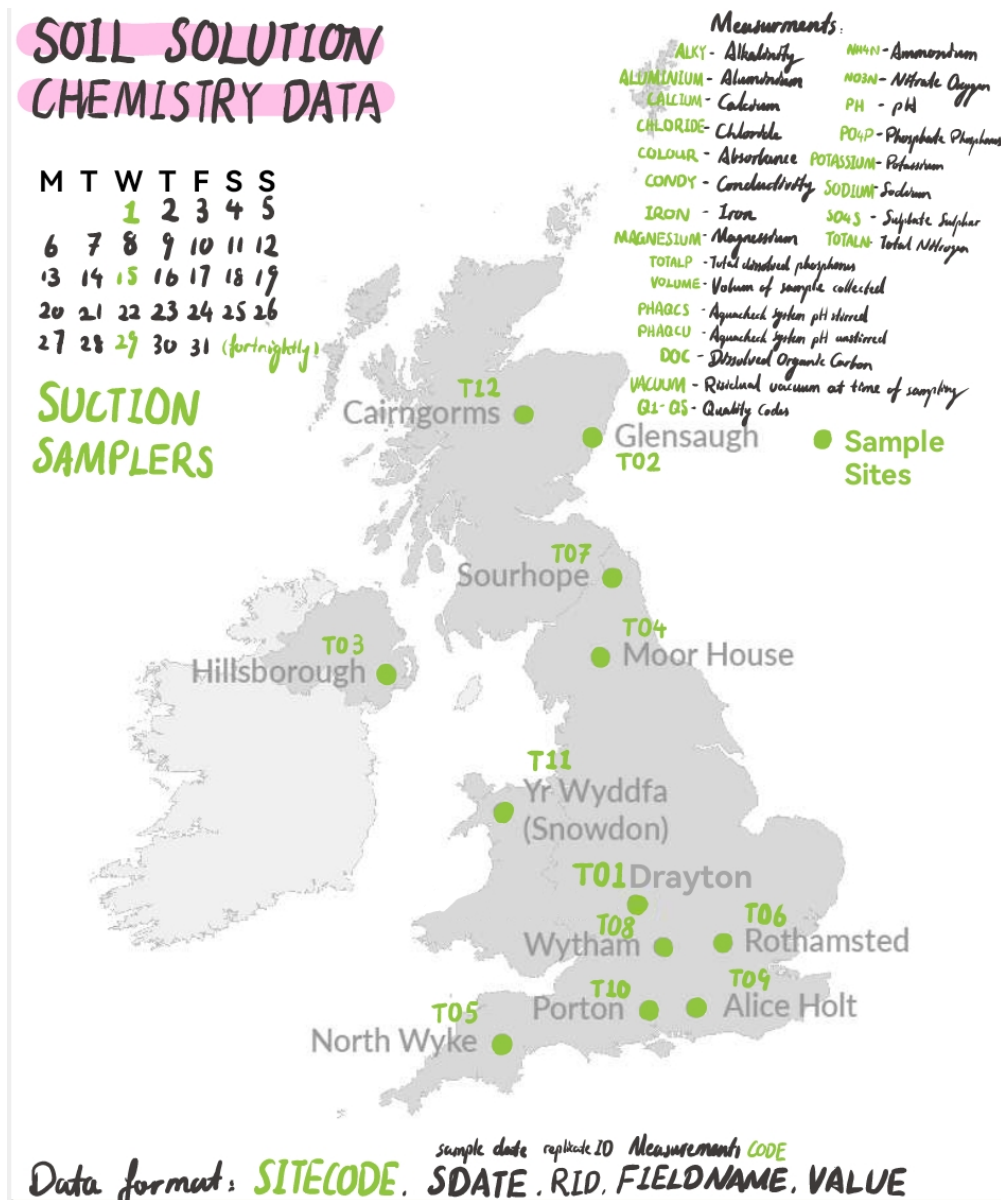 SOIL SOLUTION
CHEMISTRY DATA
M T W T F S S
1 2 3 4 5
6 7 8 9 10 11 12
13 14 15 16 17 18 19
20 21 22 23 24 25 26
27 28 29 30 31 (fortnightly)
SUCTION
SAMPLERS
Measurments:
ALKY - Alkalinity
ALUMINIUM - Aluminium
CALCIUM - Calcium
CHLORIDE - Chloride
COLOUR - Absorbance
CONDY - Conductivity
IRON - Iron
MAGNESIUM - Magnessium
TOTALP - Total dissolved phosphorus
VOLUME - Volum of sample collected
PHAQCS - Aquacheck system pH stirred
PHAQCU - Aquacheck system pH unstirred
DOC - Dissolved Organic Carbon
VACUUM - Risidual vacuum at time of sampling
Q1-Q5 - Quality Codes
NH4N - Ammonium
NO3N - Nitrate Oxygen
PH - pH
PO4P - Phosphate Phosphorus
POTASSIUM - Potassium
SODIUM - Sodium
SO4S - Sulphate Sulphur
TOTALN - Total Nitrogen
Sample
Sites
T12
Cairngorms
Glensaugh
T02
T07
Sourhope
T04
Moor House
T03
Hillsborough
T11
Yr Wyddfa
(Snowdon)
T01 Drayton
T08
Wytham
T06
Rothamsted
T10
Porton
T09
Alice Holt
T05
North Wyke
sample date replicate ID Measurements CODE
Data format: SITECODE, SDATE, RID, FIELDNAME, VALUE